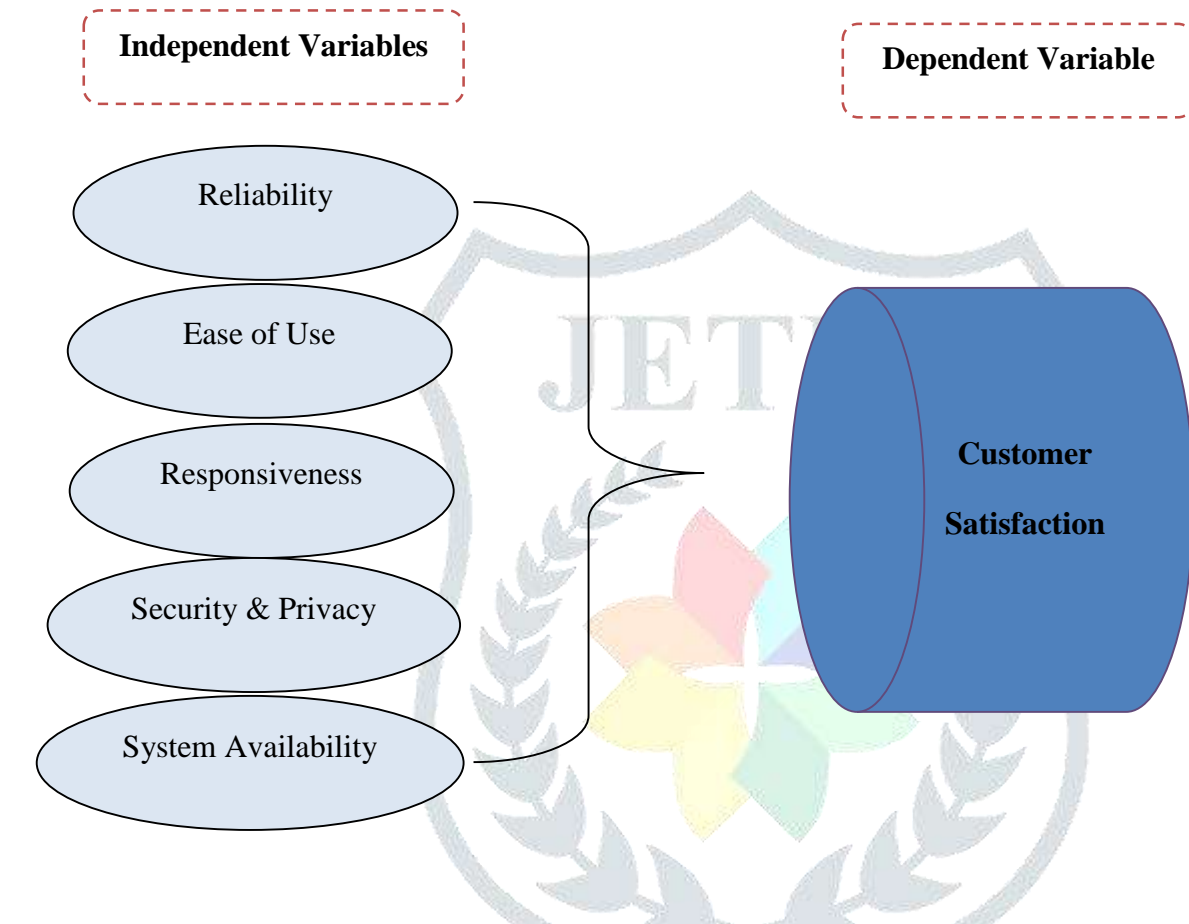 Independent Variables
Dependent Variable
Reliability
Ease of Use
Responsiveness
Security & Privacy
System Availability
Customer
Satisfaction